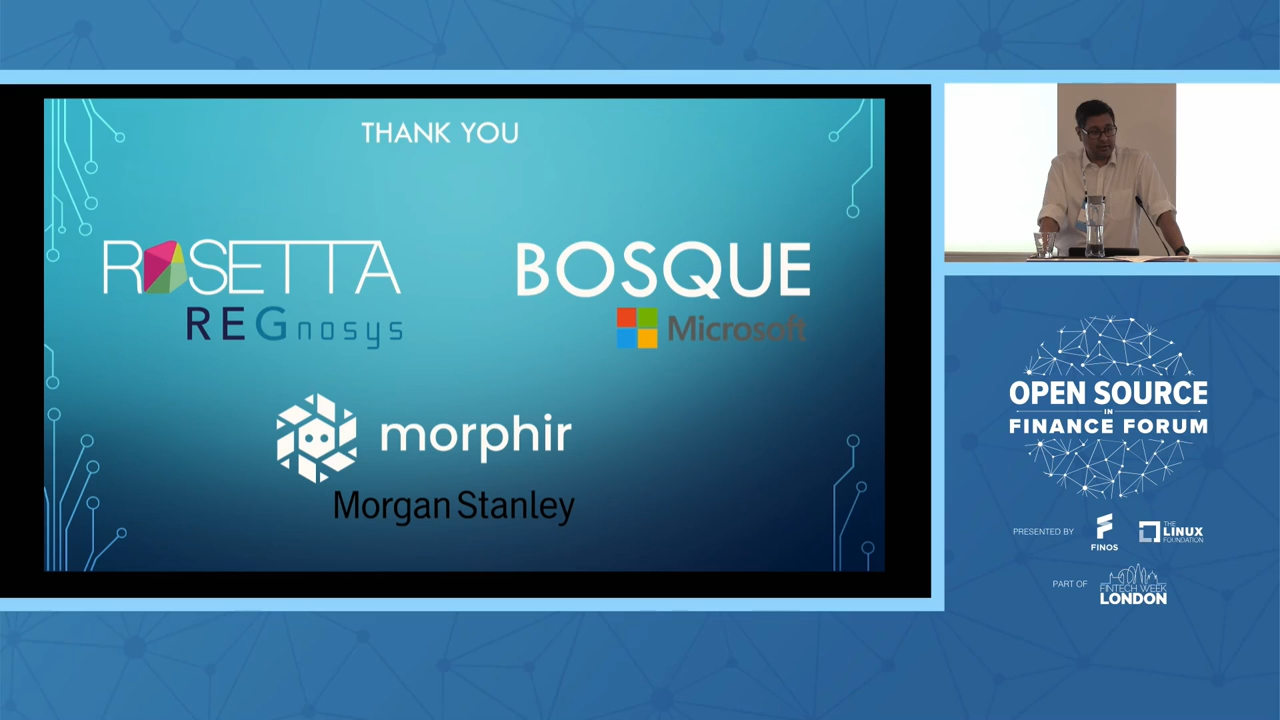 THANK YOU
ROSETTA
REGnosys
BOSQUE
Microsoft
morphir
Morgan Stanley
OPEN SOURCE
IN
FINANCE FORUM
PRESENTED BY
FINOS
THE
LINUX
FOUNDATION
PART OF
FINTECH WEEK
LONDON